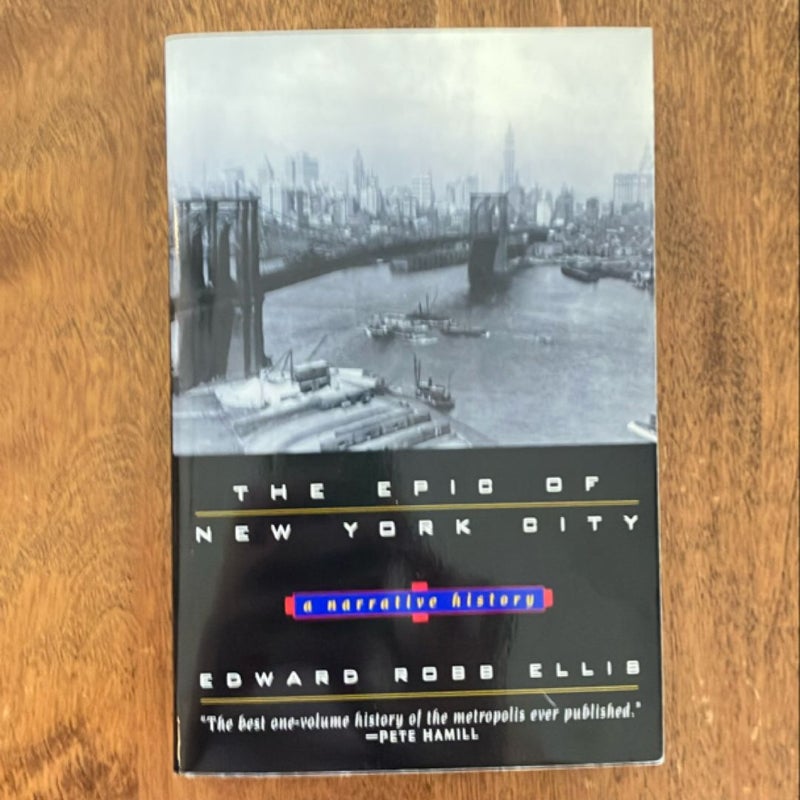 THE EPIC OF
NEW YORK CITY
a narrative history
EDWARD ROBB ELLIS
"The best one-volume history of the metropolis ever published."
—PETE HAMILL